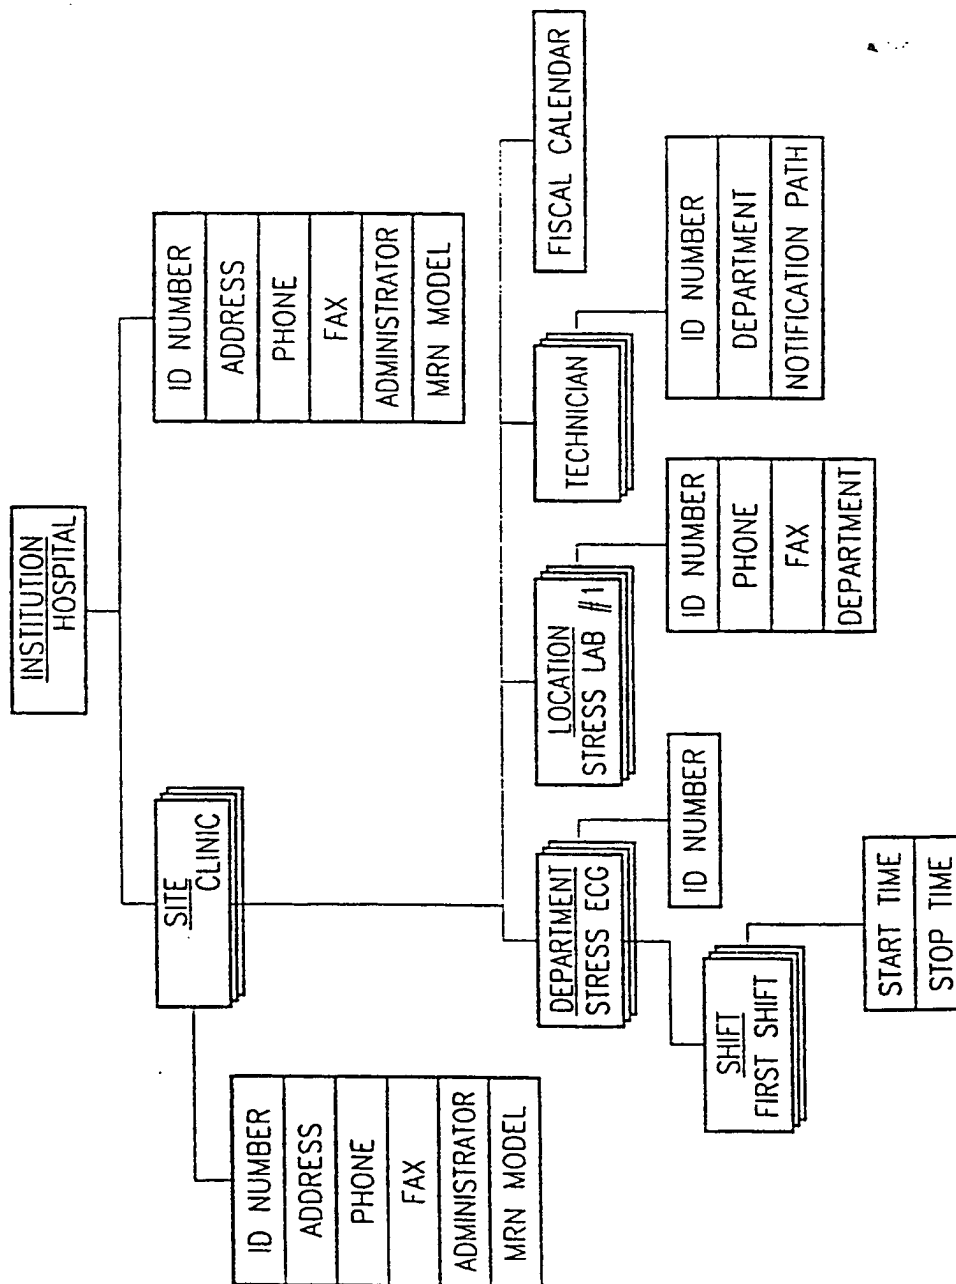 INSTITUTION
HOSPITAL
SITE
CLINIC
ID NUMBER
ADDRESS
PHONE
FAX
ADMINISTRATOR
MRN MODEL
ID NUMBER
ADDRESS
PHONE
FAX
ADMINISTRATOR
MRN MODEL
DEPARTMENT
STRESS ECG
LOCATION
STRESS LAB #1
TECHNICIAN
FISCAL CALENDAR
ID NUMBER
ID NUMBER
PHONE
FAX
DEPARTMENT
ID NUMBER
DEPARTMENT
NOTIFICATION PATH
SHIFT
FIRST SHIFT
START TIME
STOP TIME